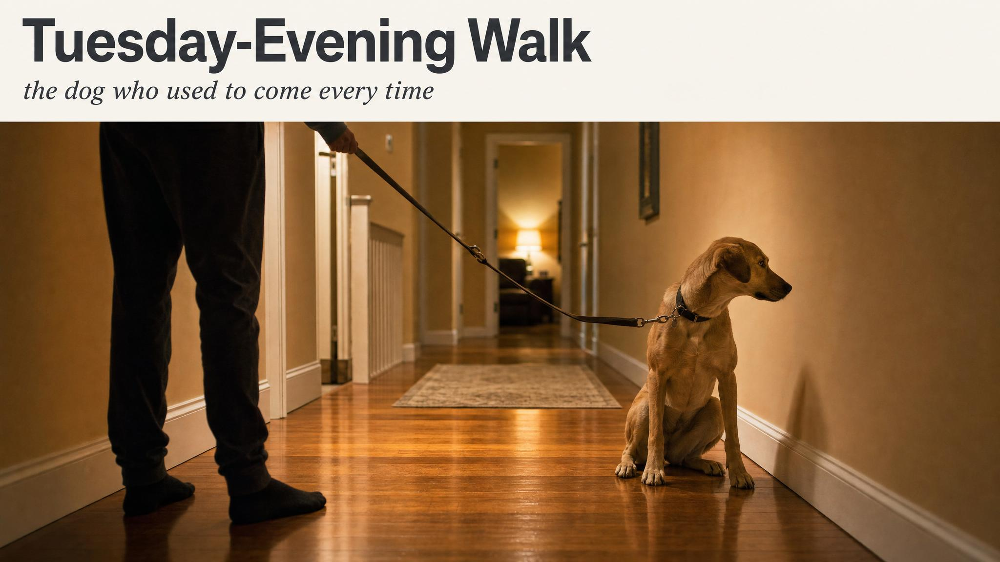 Tuesday-Evening Walk
the dog who used to come every time